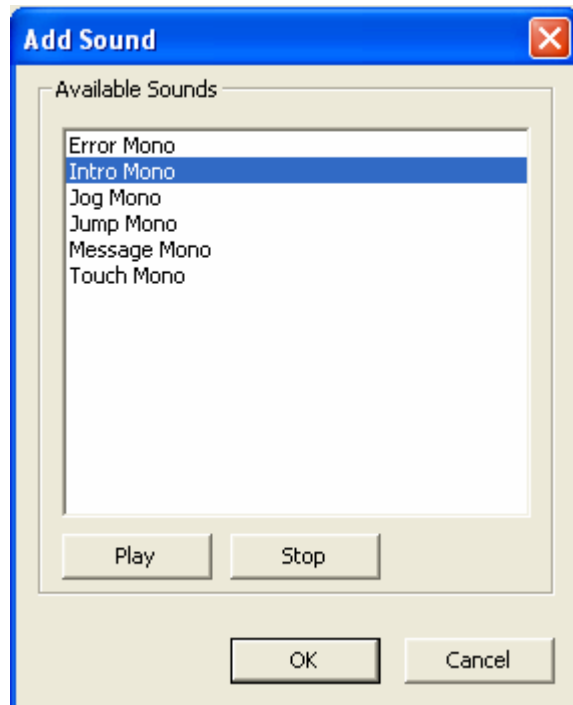 Add Sound
Available Sounds
Error Mono
Intro Mono
Jog Mono
Jump Mono
Message Mono
Touch Mono
Play Stop
OK Cancel